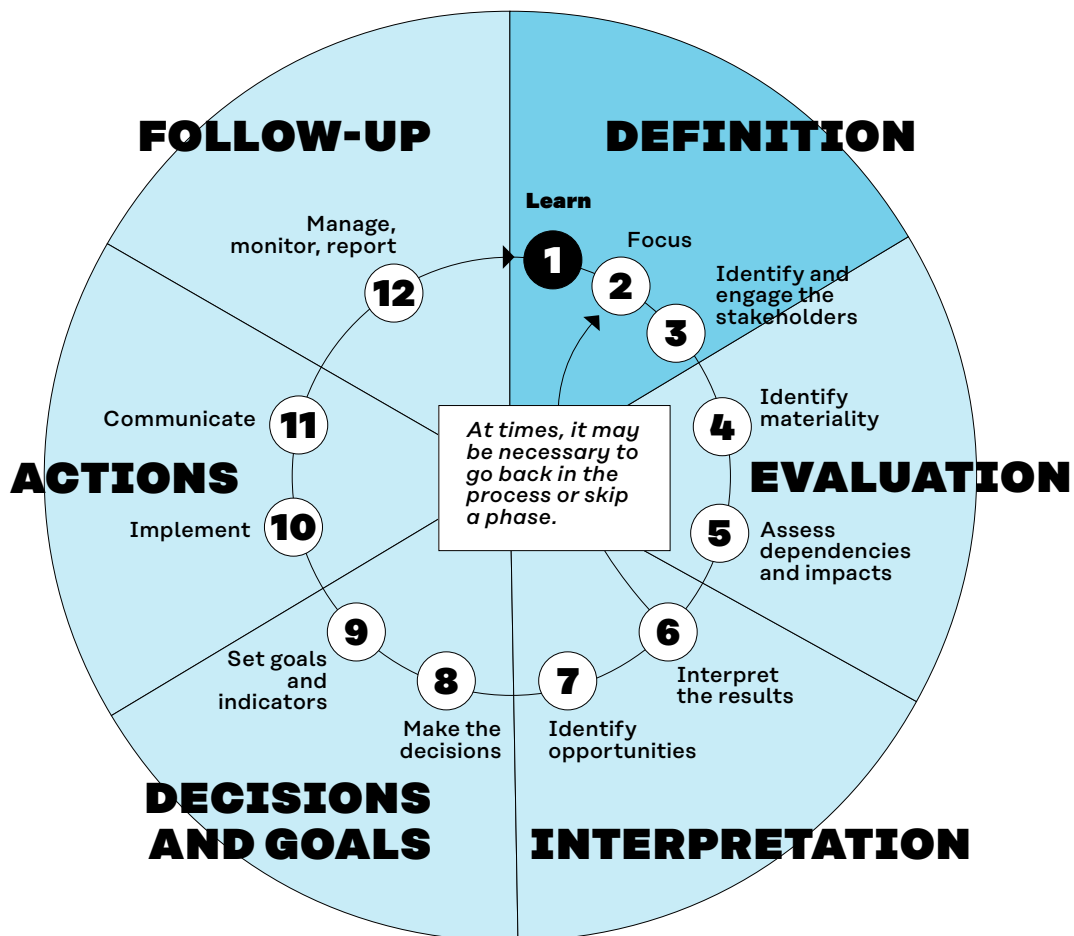 FOLLOW-UP
DEFINITION
Learn
1
Focus
2
Identify and
engage the
stakeholders
3
Identify
materiality
4
EVALUATION
5
Assess
dependencies
and impacts
6
Interpret
the results
7
Identify
opportunities
INTERPRETATION
8
Make the
decisions
9
Set goals
and
indicators
DECISIONS
AND GOALS
10
Implement
ACTIONS
11
Communicate
12
Manage,
monitor, report
At times, it may
be necessary to
go back in the
process or skip
a phase.